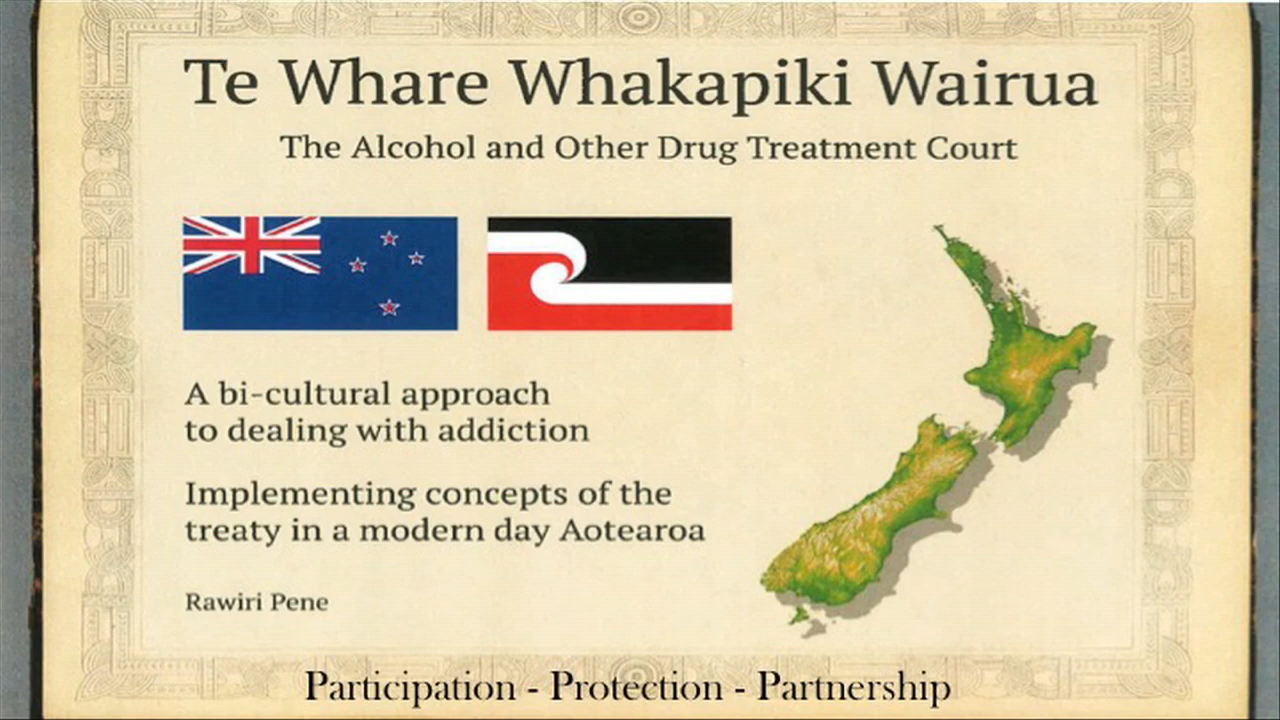 Te Whare Whakapiki Wairua
The Alcohol and Other Drug Treatment Court
A bi-cultural approach
to dealing with addiction
Implementing concepts of the
treaty in a modern day Aotearoa
Rawiri Pene
Participation - Protection - Partnership